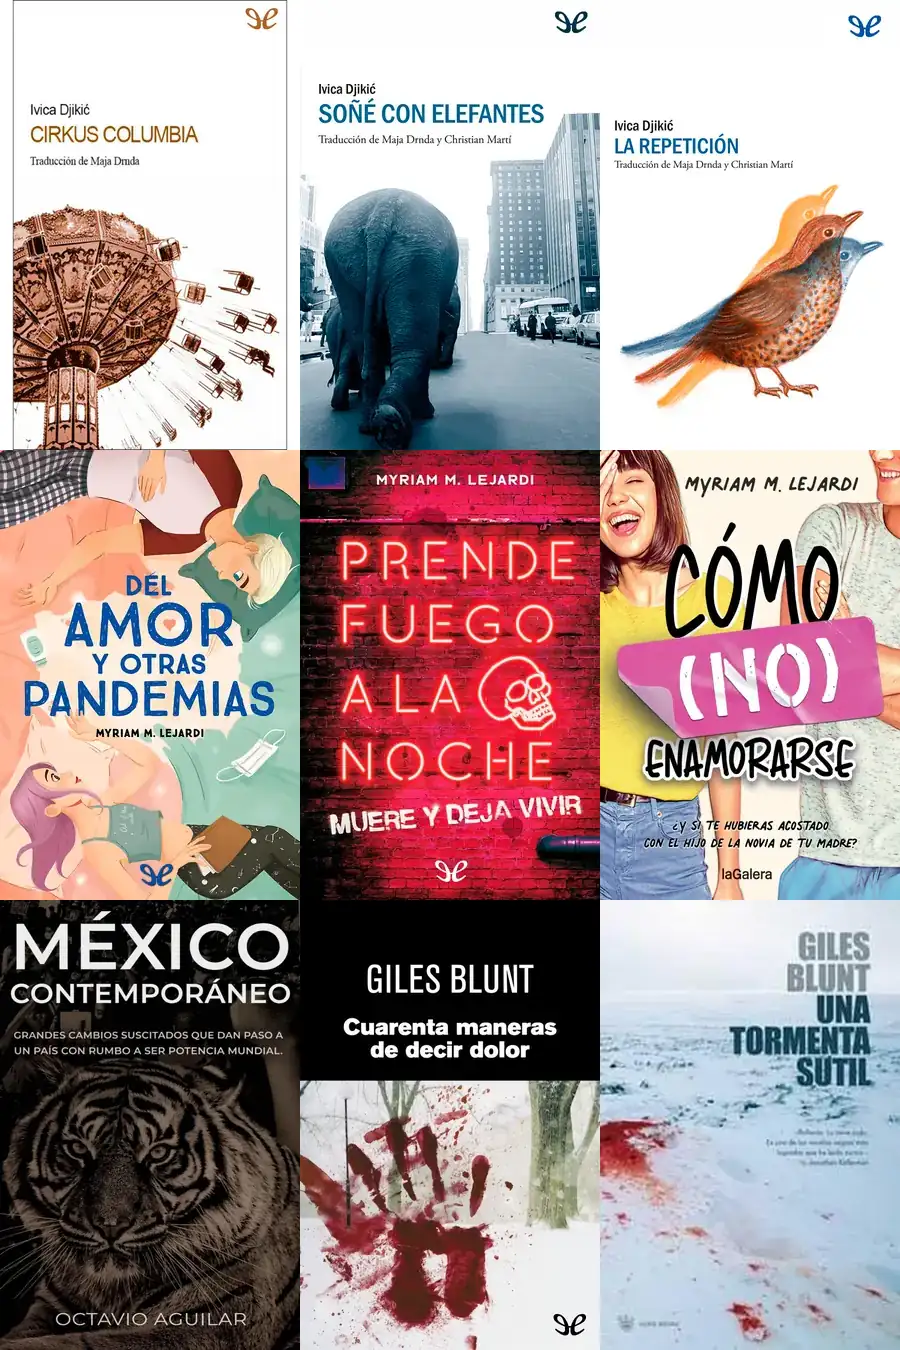 Ivica Djikić
CIRKUS COLUMBIA
Traducción de Maja Drnda
Ivica Djikić
SOÑÉ CON ELEFANTES
Traducción de Maja Drnda y Christian Martí
Ivica Djikić
LA REPETICIÓN
Traducción de Maja Drnda y Christian Martí
DEL
AMOR
Y OTRAS
PANDEMIAS
MYRIAM M. LEJARDI
MYRIAM M. LEJARDI
PRENDE
FUEGO
A LA
NOCHE
MUERE Y DEJA VIVIR
MYRIAM M. LEJARDI
CÓMO
(NO)
ENAMORARSE
¿Y SI TE HUBIERAS ACOSTADO
CON EL HIJO DE LA NOVIA DE TU MADRE?
laGalera
MÉXICO
CONTEMPORÁNEO
GRANDES CAMBIOS SUSCITADOS QUE DAN PASO A
UN PAÍS CON RUMBO A SER POTENCIA MUNDIAL.
OCTAVIO AGUILAR
GILES BLUNT
Cuarenta maneras
de decir dolor
GILES
BLUNT
UNA
TORMENTA
SUTIL